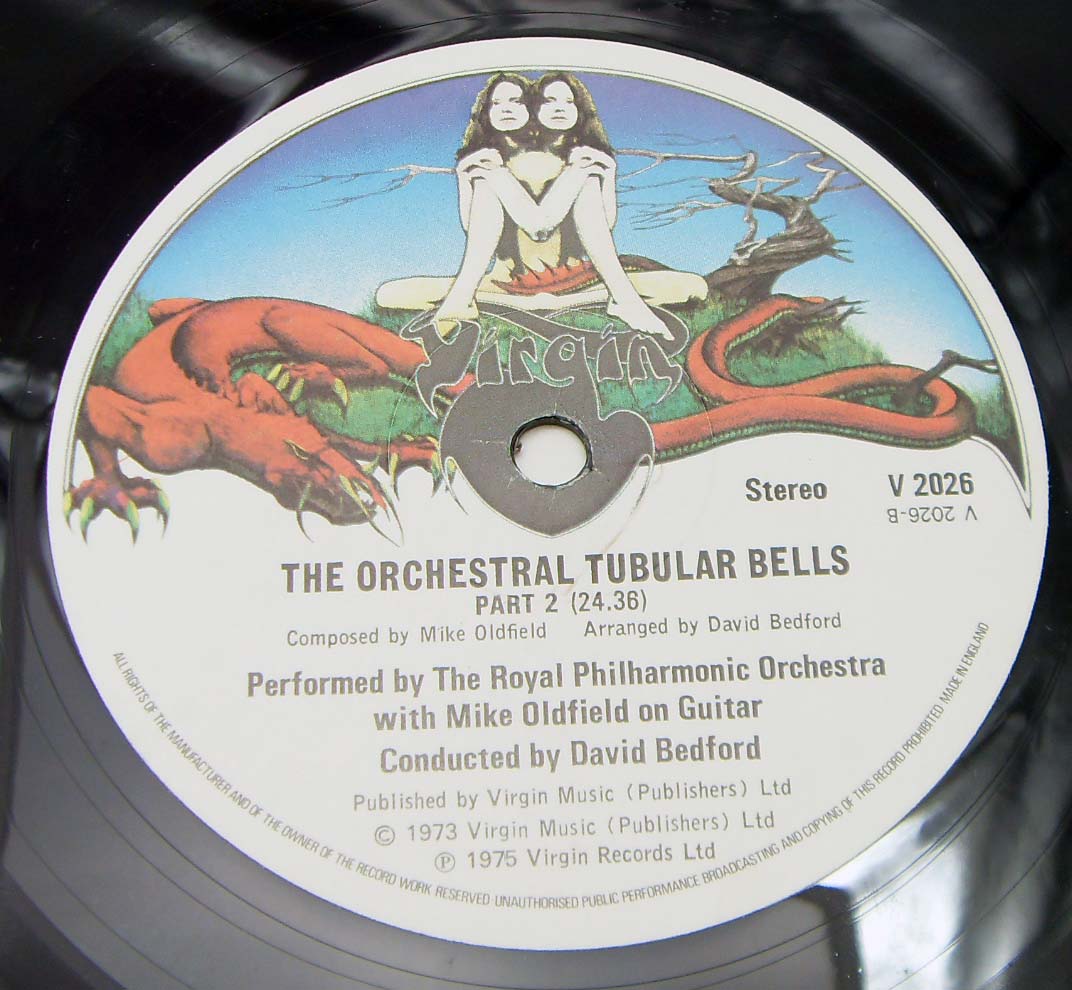 Virgin
Stereo V 2026
V 2026-B
THE ORCHESTRAL TUBULAR BELLS
PART 2 (24.36)
Composed by Mike Oldfield Arranged by David Bedford
Performed by The Royal Philharmonic Orchestra
with Mike Oldfield on Guitar
Conducted by David Bedford
Published by Virgin Music (Publishers) Ltd
© 1973 Virgin Music (Publishers) Ltd
℗ 1975 Virgin Records Ltd
ALL RIGHTS OF THE MANUFACTURER AND OF THE OWNER OF THE RECORD WORK RESERVED UNAUTHORISED PUBLIC PERFORMANCE BROADCASTING AND COPYING OF THIS RECORD PROHIBITED MADE IN ENGLAND